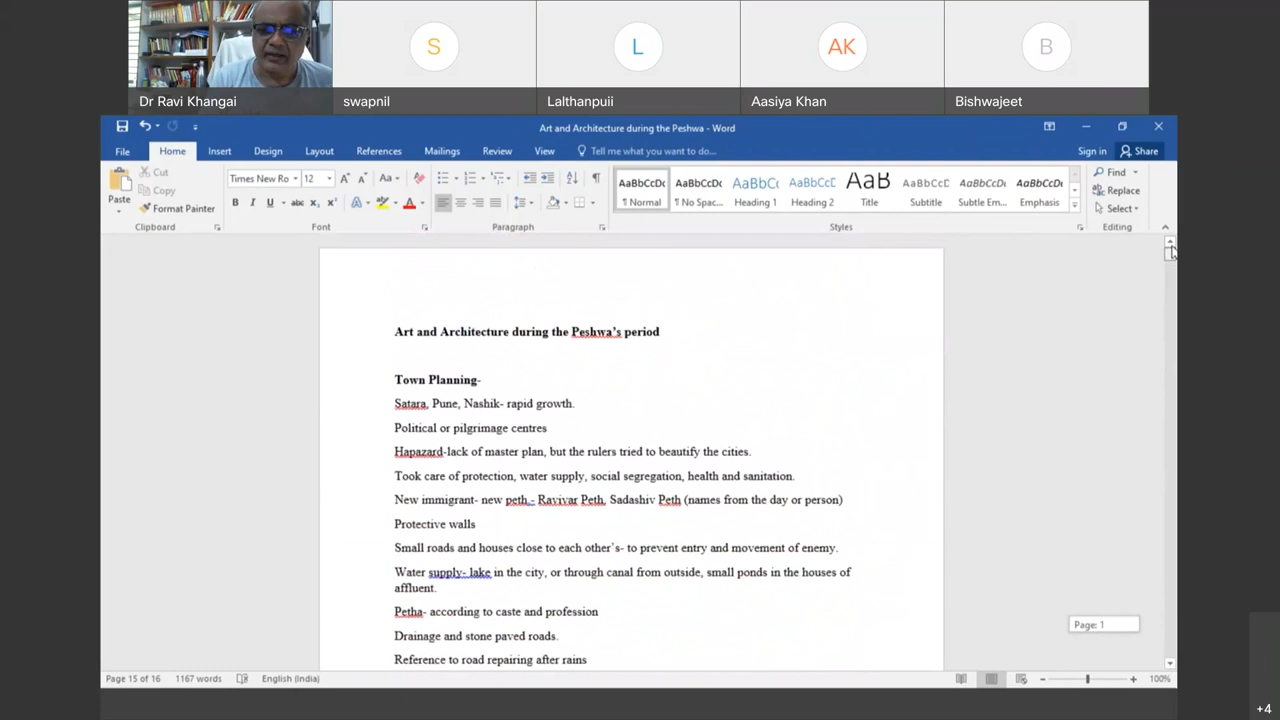 S
L
AK
B
Dr Ravi Khangai
swapnil
Lalthanpuii
Aasiya Khan
Bishwajeet
Art and Architecture during the Peshwa - Word
File
Home
Insert
Design
Layout
References
Mailings
Review
View
Tell me what you want to do...
Sign in
Share
Paste
Cut
Copy
Format Painter
Clipboard
Times New Ro
12
Font
Paragraph
AaBbCcDc
¶ Normal
AaBbCcDc
¶ No Spac...
AaBbC
Heading 1
AaBbCc
Heading 2
AaB
Title
AaBbCcD
Subtitle
AaBbCcDc
Subtle Em...
AaBbCcDc
Emphasis
Styles
Find
Replace
Select
Editing
Art and Architecture during the Peshwa's period
Town Planning-
Satara, Pune, Nashik- rapid growth.
Political or pilgrimage centres
Hapazard-lack of master plan, but the rulers tried to beautify the cities.
Took care of protection, water supply, social segregation, health and sanitation.
New immigrant- new peth,- Ravivar Peth, Sadashiv Peth (names from the day or person)
Protective walls
Small roads and houses close to each other's- to prevent entry and movement of enemy.
Water supply- lake in the city, or through canal from outside, small ponds in the houses of
affluent.
Petha- according to caste and profession
Drainage and stone paved roads.
Reference to road repairing after rains
Page: 1
Page 15 of 16
1167 words
English (India)
100%
+4